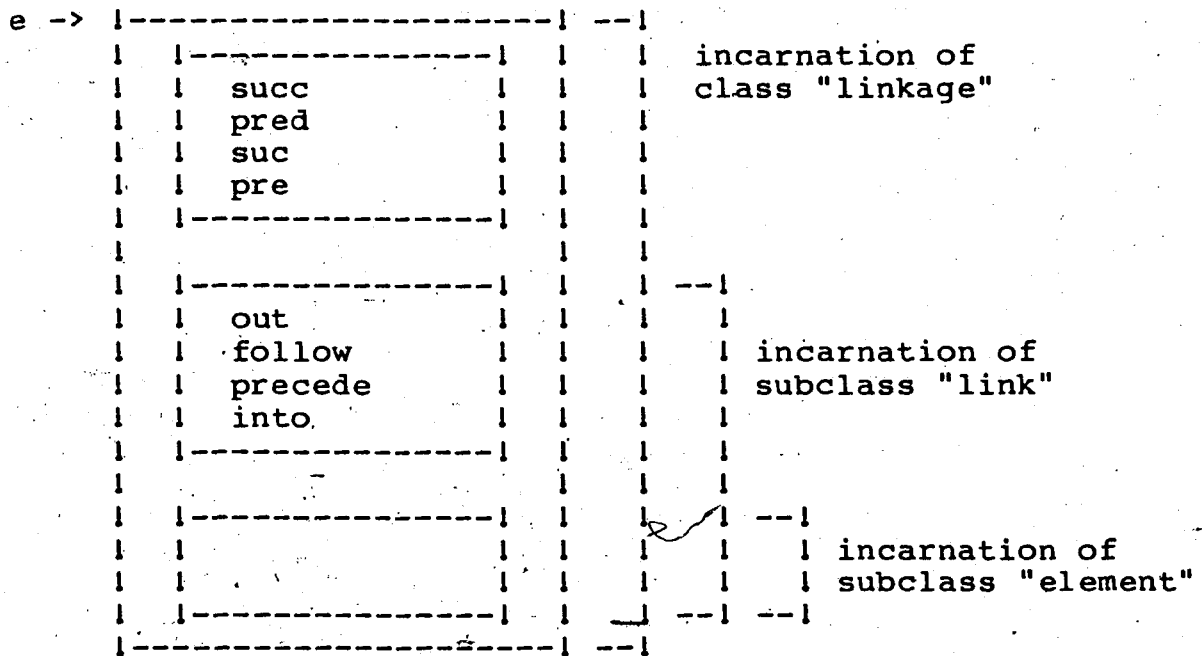 e ->
incarnation of
succ class "linkage"
pred
suc
pre
out
follow incarnation of
precede subclass "link"
into
incarnation of
subclass "element"